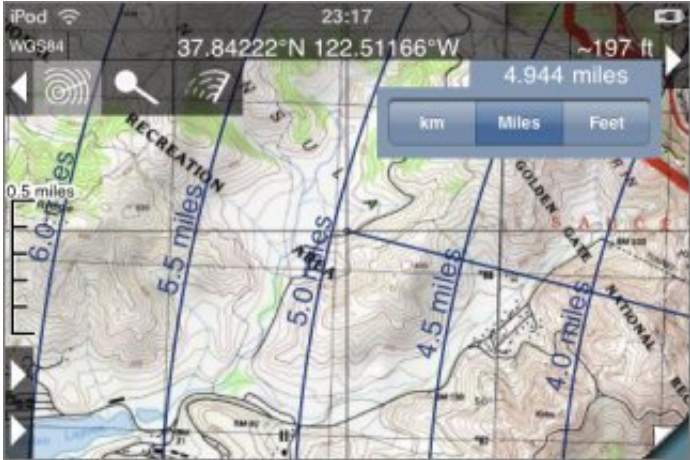 iPod 23:17
WGS84 37.84222°N 122.51166°W ~197 ft
4.944 miles
km Miles Feet
0.5 miles
6.0 miles
5.5 miles
5.0 miles
4.5 miles
4.0 miles
N S U L A
RECREATION
AREA
GOLDEN GATE
NATIONAL